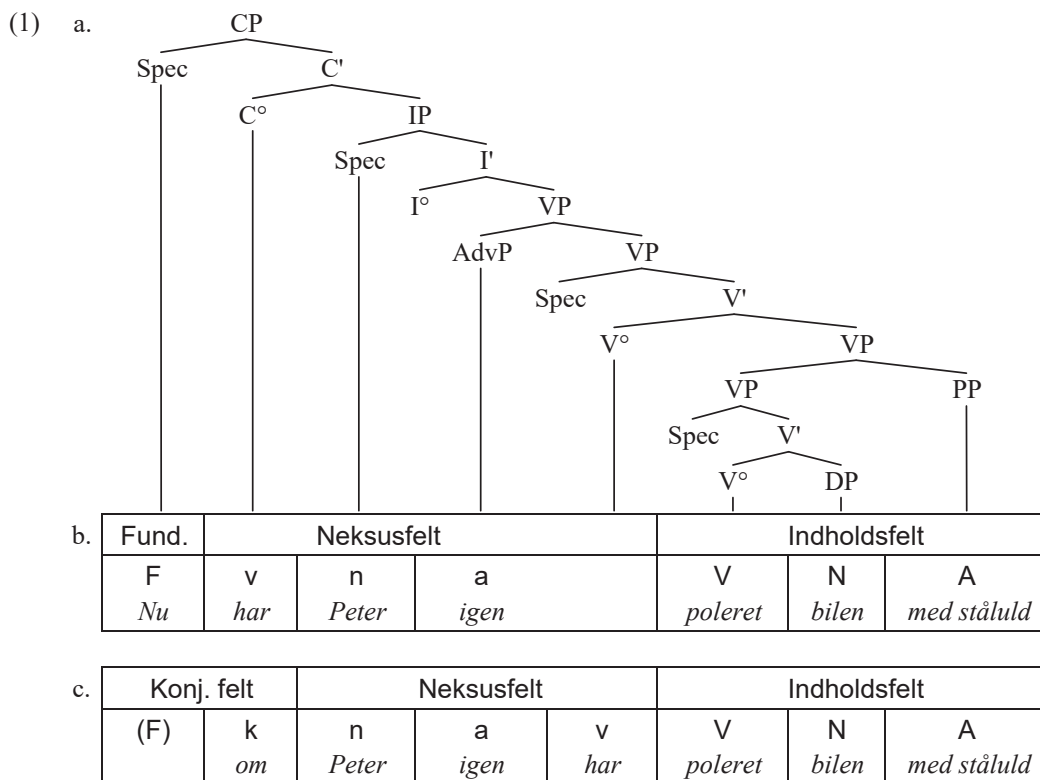 (1) a. CP
Spec C'
C° IP
Spec I'
I° VP
AdvP VP
Spec V'
V° VP
VP PP
Spec V'
V° DP
b. Fund. Neksusfelt Indholdsfelt
F v n a V N A
Nu har Peter igen poleret bilen med ståluld
c. Konj. felt Neksusfelt Indholdsfelt
(F) k n a v V N A
om Peter igen har poleret bilen med ståluld